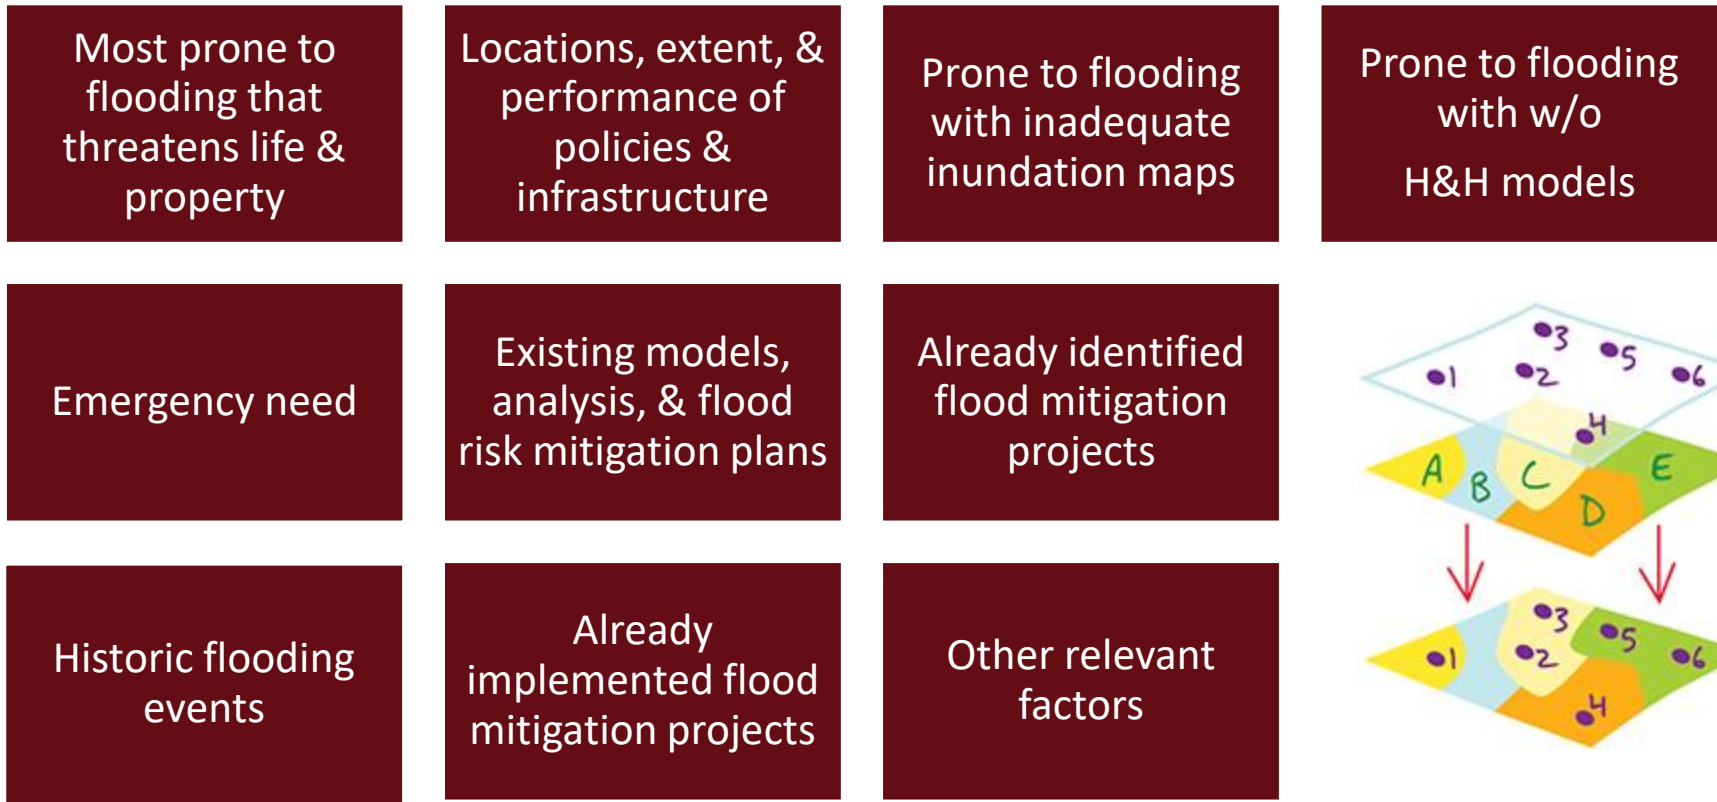 Most prone to
flooding that
threatens life &
property
Locations, extent, &
performance of
policies &
infrastructure
Prone to flooding
with inadequate
inundation maps
Prone to flooding
with w/o
H&H models
Emergency need
Existing models,
analysis, & flood
risk mitigation plans
Already identified
flood mitigation
projects
Historic flooding
events
Already
implemented flood
mitigation projects
Other relevant
factors
3
5
1
2
6
4
A
B
C
D
E
3
5
1
2
6
4